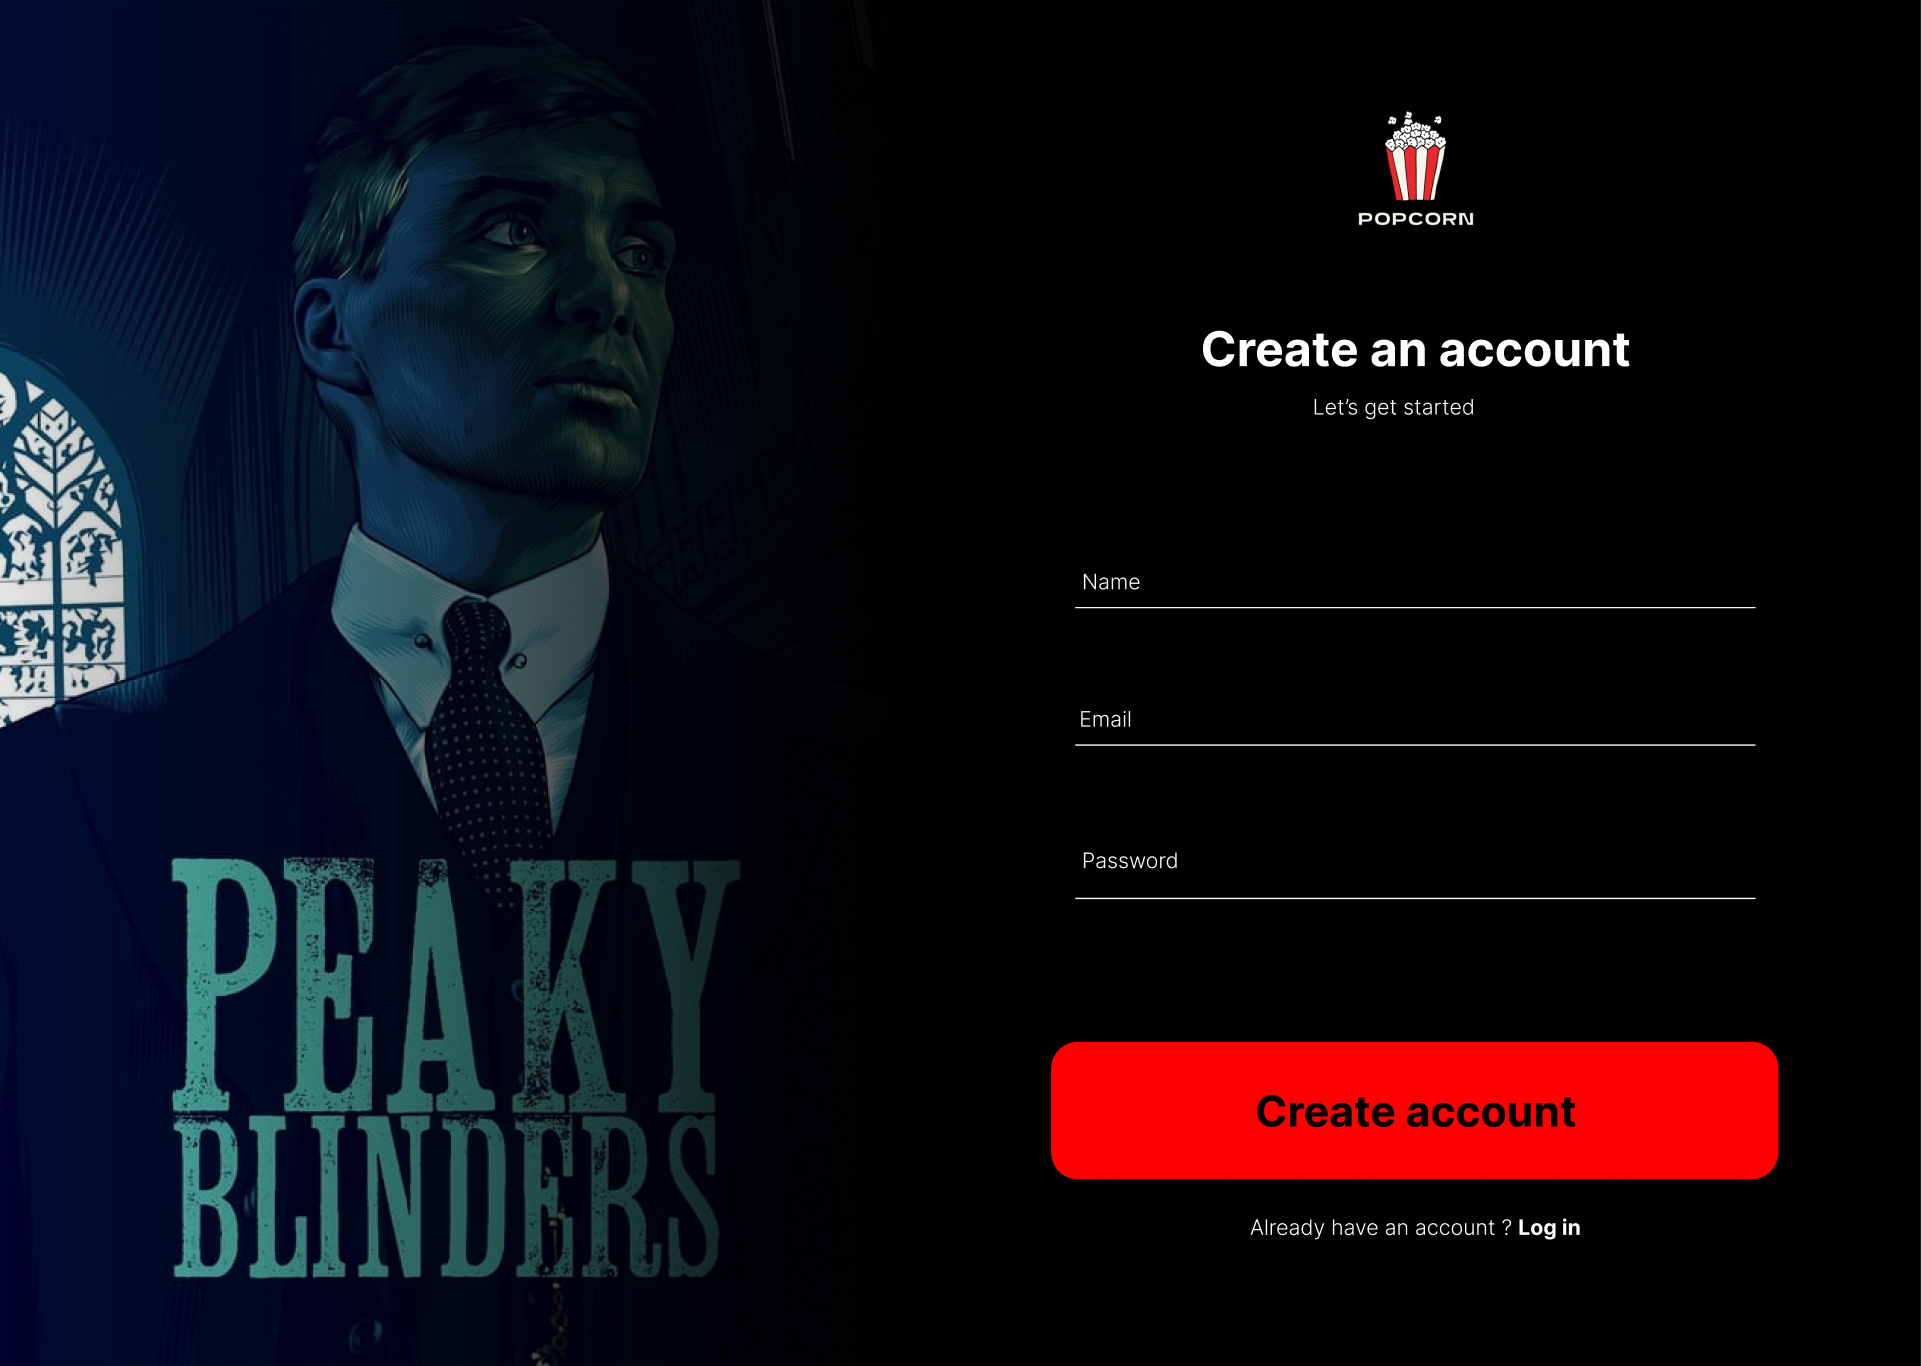 POPCORN
Create an account
Let’s get started
Name
Email
Password
Create account
Already have an account ? Log in
PEAKY
BLINDERS